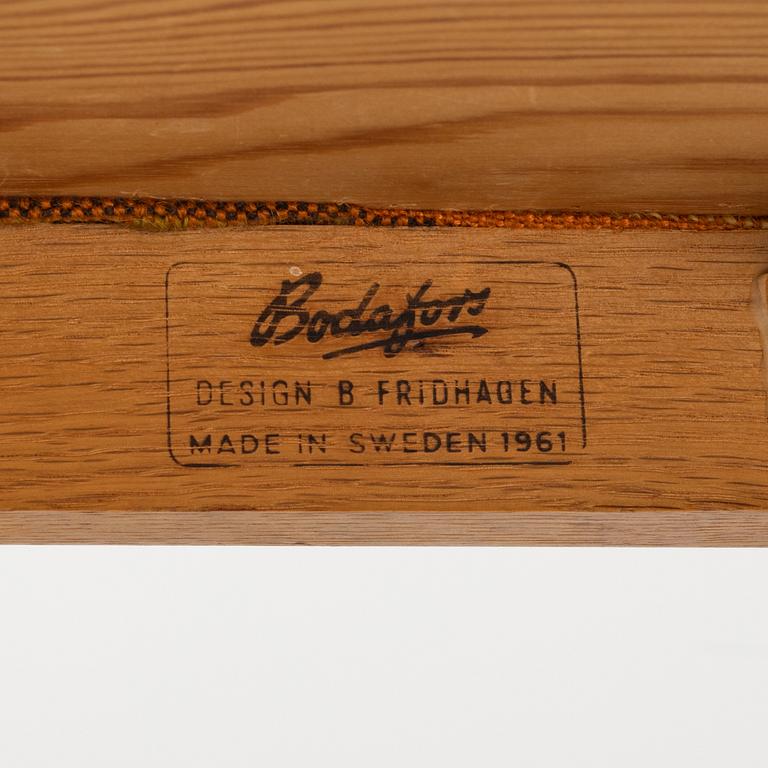 Bodafors
DESIGN B FRIDHAGEN
MADE IN SWEDEN 1961